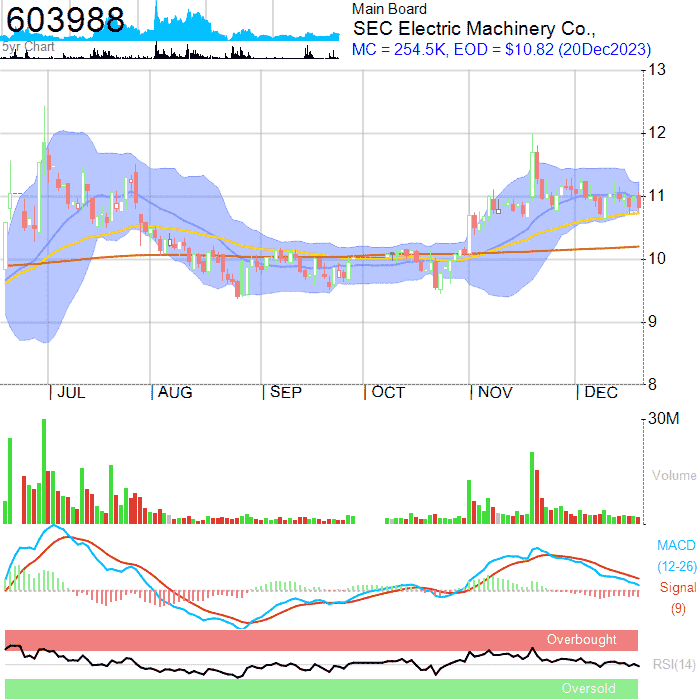 603988
5yr Chart
Main Board
SEC Electric Machinery Co.,
MC = 254.5K, EOD = $10.82 (20Dec2023)
13
12
11
10
9
8
JUL
AUG
SEP
OCT
NOV
DEC
30M
Volume
MACD
(12-26)
Signal
(9)
Overbought
RSI(14)
Oversold